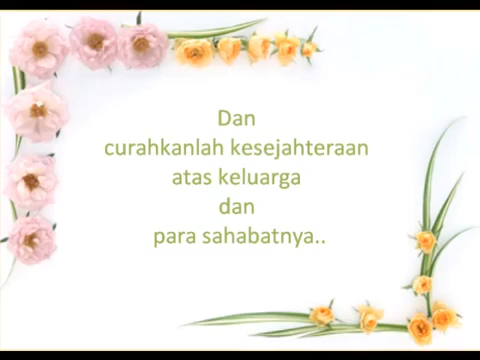 Dan
curahkanlah kesejahteraan
atas keluarga
dan
para sahabatnya..